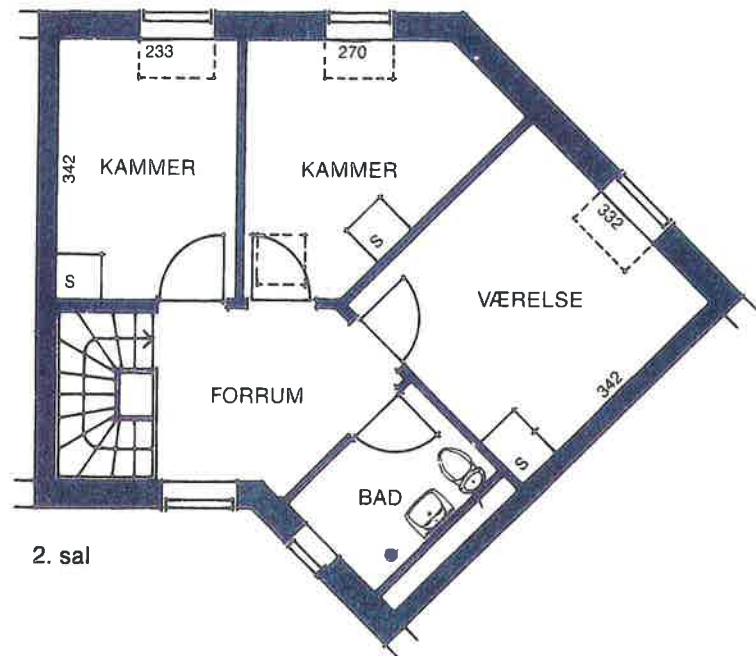 233
270
342
KAMMER
KAMMER
332
S
S
VÆRELSE
FORRUM
342
S
BAD
2. sal